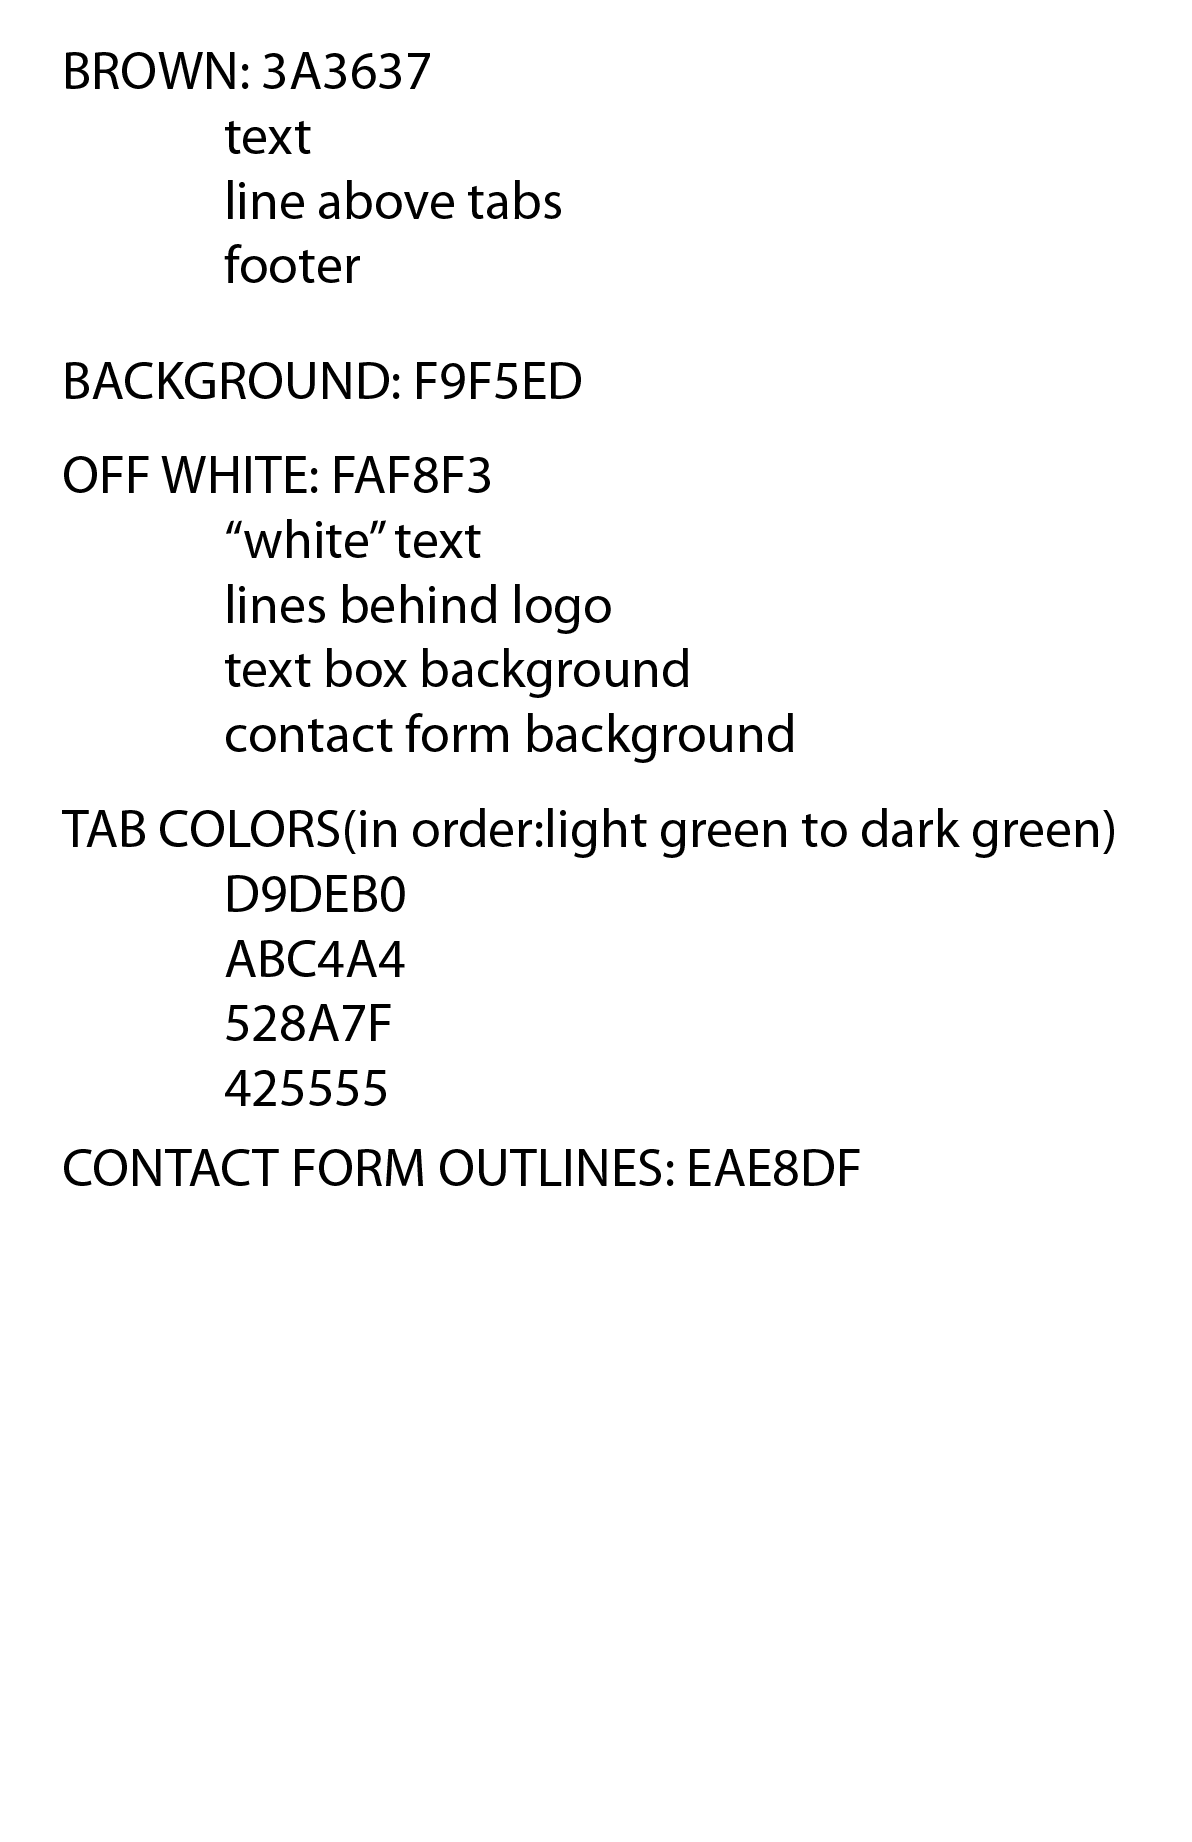 BROWN: 3A3637
text
line above tabs
footer
BACKGROUND: F9F5ED
OFF WHITE: FAF8F3
“white” text
lines behind logo
text box background
contact form background
TAB COLORS(in order:light green to dark green)
D9DEB0
ABC4A4
528A7F
425555
CONTACT FORM OUTLINES: EAE8DF